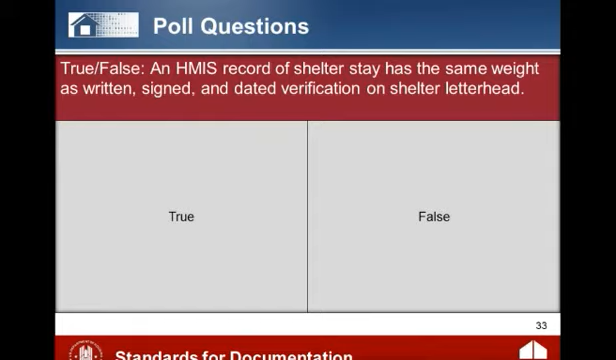 Poll Questions
True/False: An HMIS record of shelter stay has the same weight
as written, signed, and dated verification on shelter letterhead.
True
False
33
Standards for Documentation